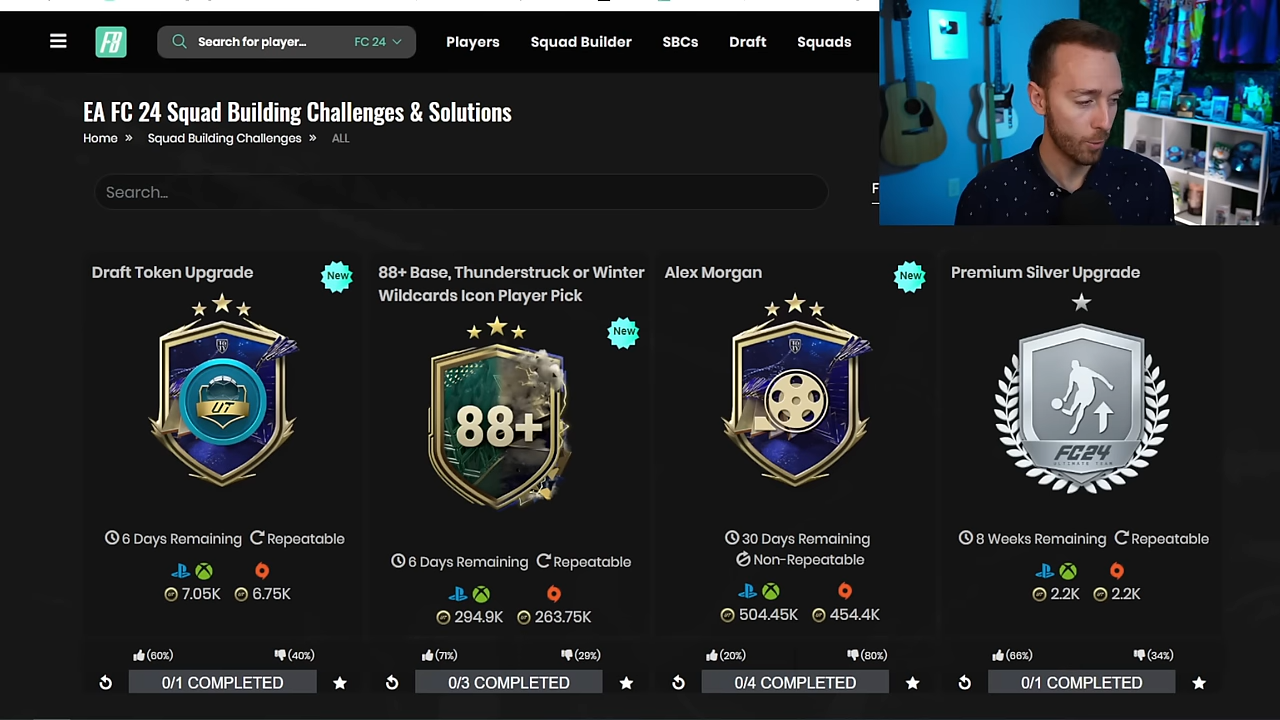 FB
Search for player...
FC 24
Players
Squad Builder
SBCs
Draft
Squads
EA FC 24 Squad Building Challenges & Solutions
Home » Squad Building Challenges » ALL
Search...
F
Draft Token Upgrade
New
UT
6 Days Remaining
Repeatable
7.05K
6.75K
(60%)
(40%)
0/1 COMPLETED
88+ Base, Thunderstruck or Winter
Wildcards Icon Player Pick
New
88+
6 Days Remaining
Repeatable
294.9K
263.75K
(71%)
(29%)
0/3 COMPLETED
Alex Morgan
New
30 Days Remaining
Non-Repeatable
504.45K
454.4K
(20%)
(80%)
0/4 COMPLETED
Premium Silver Upgrade
FC24
ULTIMATE TEAM
8 Weeks Remaining
Repeatable
2.2K
2.2K
(66%)
(34%)
0/1 COMPLETED